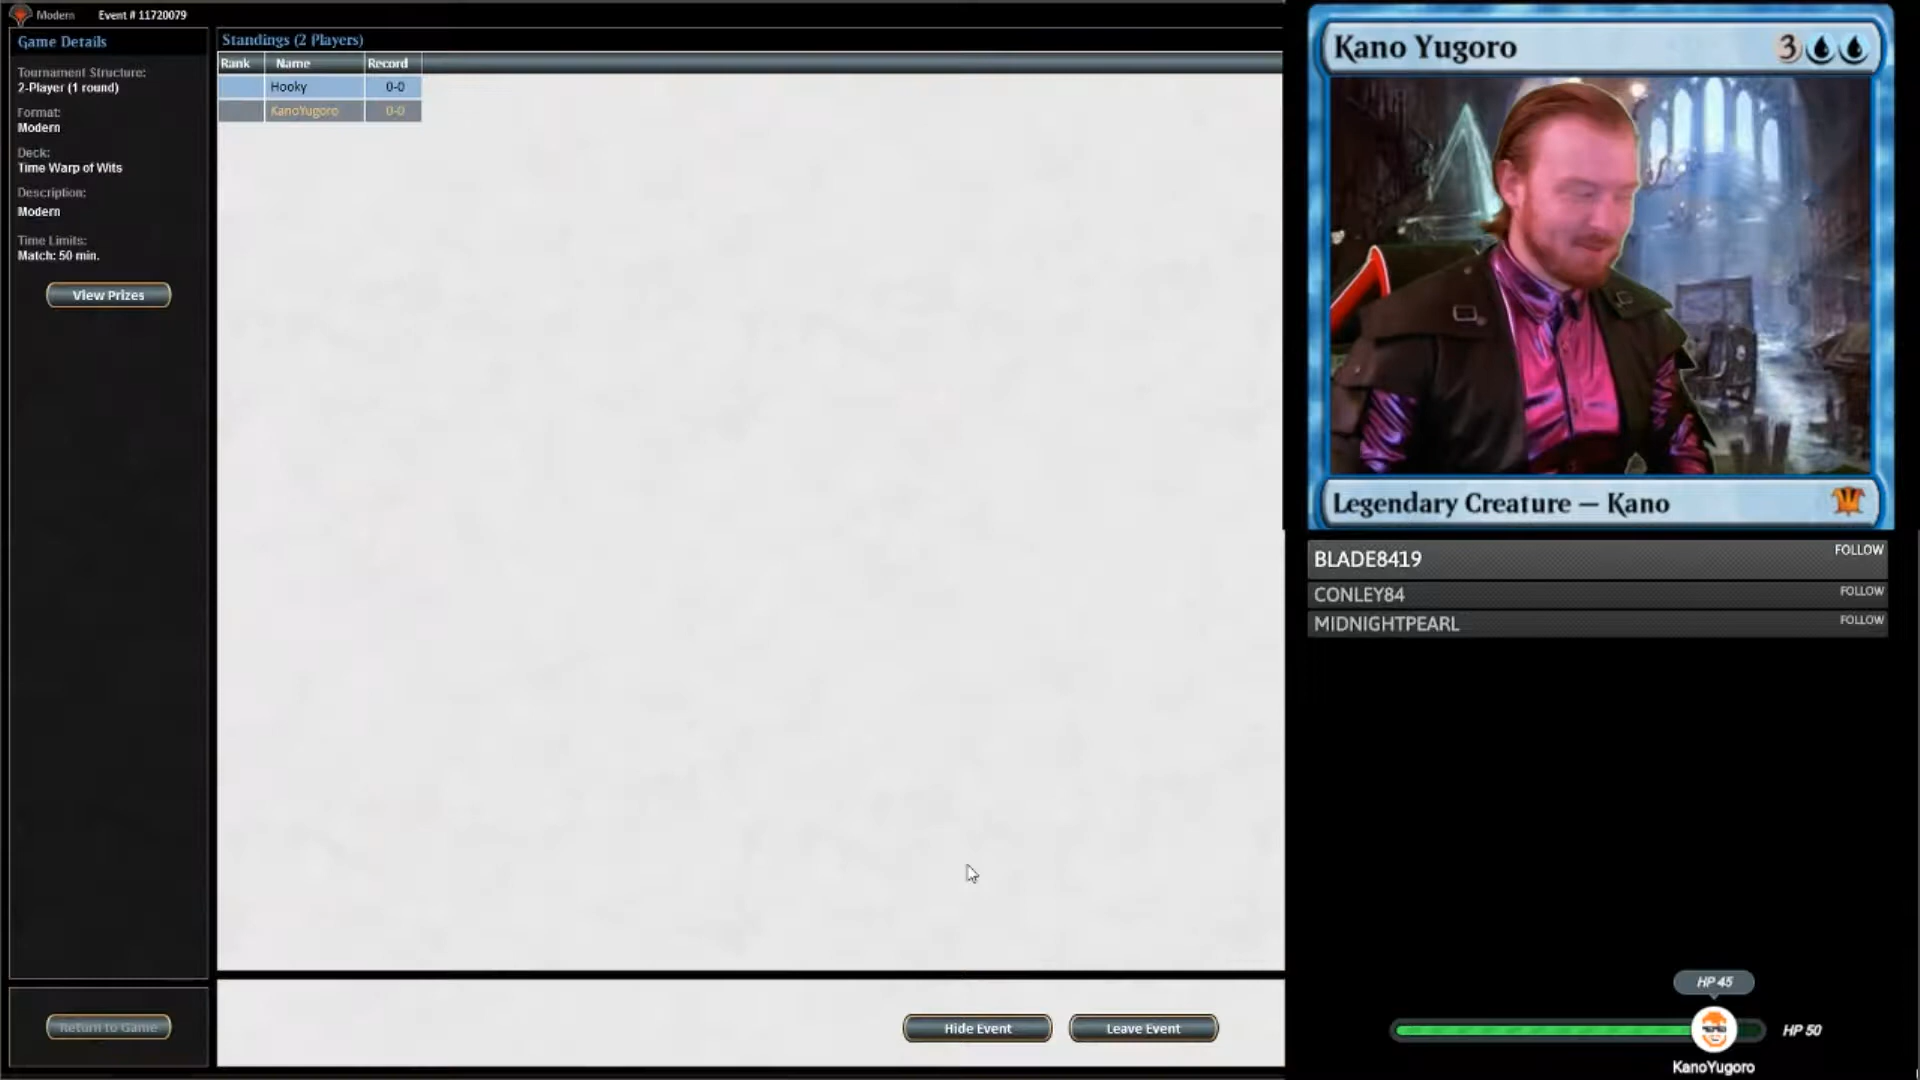 Modern Event # 11720079
Game Details
Tournament Structure:
2-Player (1 round)
Format:
Modern
Deck:
Time Warp of Wits
Description:
Modern
Time Limits:
Match: 50 min.
View Prizes
Return to Game
Standings (2 Players)
Rank Name Record
Hooky 0-0
KanoYugoro 0-0
Hide Event Leave Event
Kano Yugoro 3
Legendary Creature — Kano
BLADE8419 FOLLOW
CONLEY84 FOLLOW
MIDNIGHTPEARL FOLLOW
HP 45
HP 50
KanoYugoro